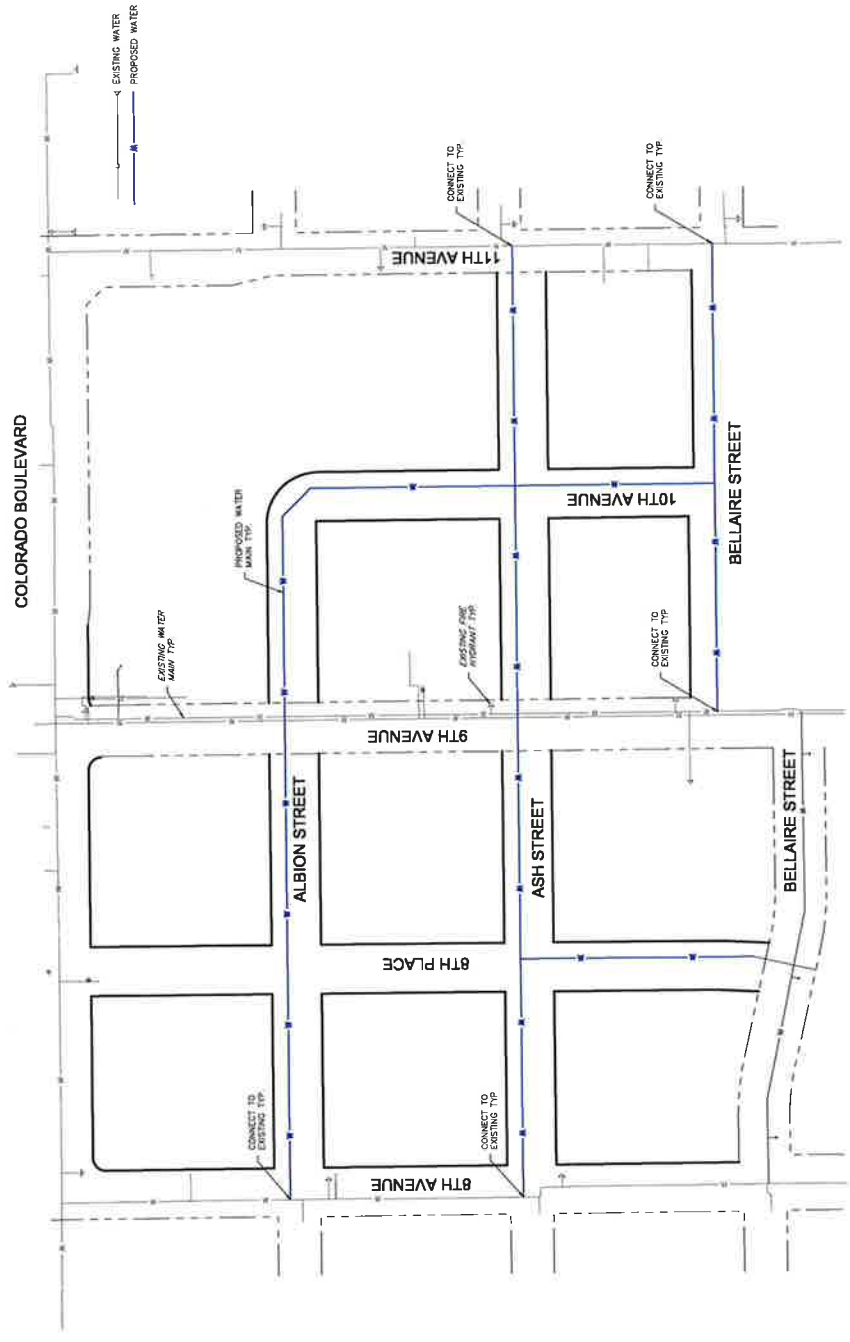 EXISTING WATER
PROPOSED WATER
COLORADO BOULEVARD
CONNECT TO
EXISTING TYP.
CONNECT TO
EXISTING TYP.
11TH AVENUE
PROPOSED WATER
MAIN TYP.
10TH AVENUE
BELLAIRE STREET
EXISTING WATER
MAIN TYP.
EXISTING FIRE
HYDRANT TYP.
CONNECT TO
EXISTING TYP.
9TH AVENUE
ALBION STREET
ASH STREET
BELLAIRE STREET
8TH PLACE
CONNECT TO
EXISTING TYP.
CONNECT TO
EXISTING TYP.
8TH AVENUE